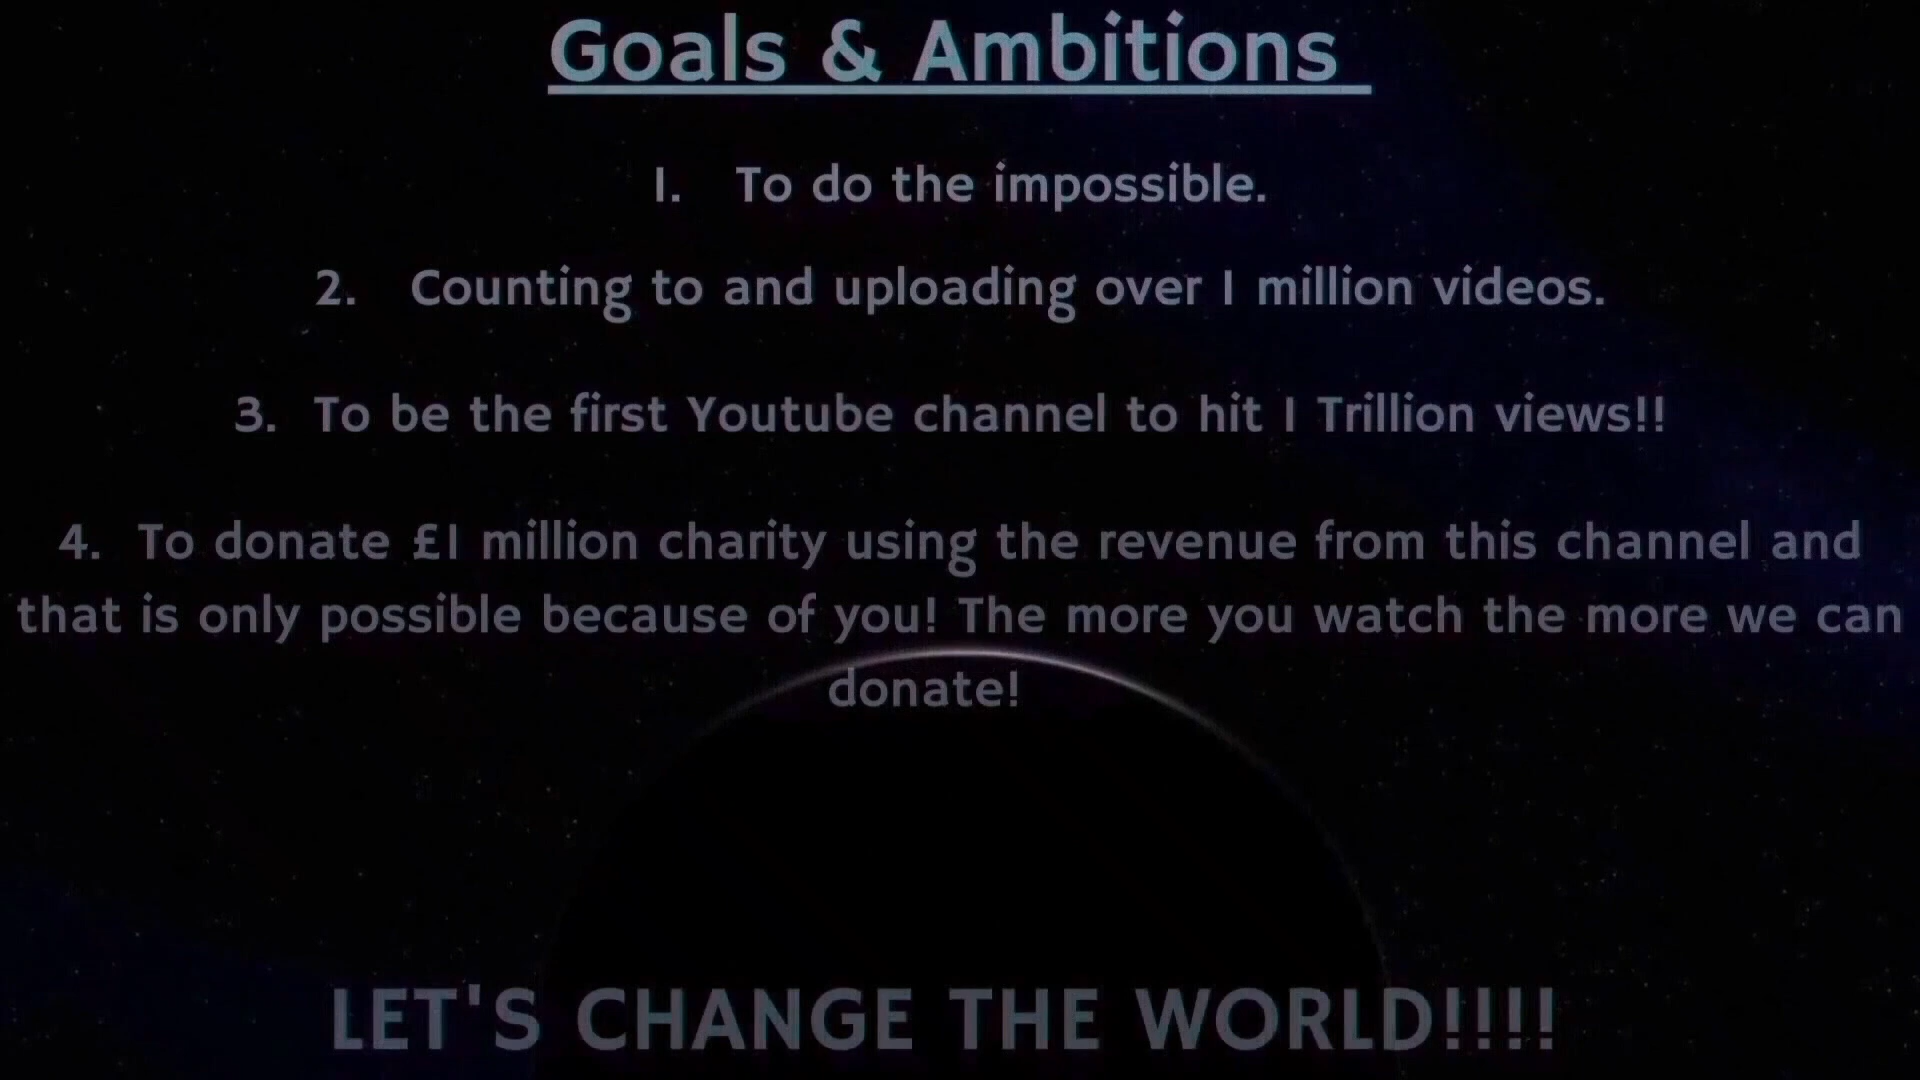 Goals & Ambitions
1. To do the impossible.
2. Counting to and uploading over 1 million videos.
3. To be the first Youtube channel to hit 1 Trillion views!!
4. To donate £1 million charity using the revenue from this channel and
that is only possible because of you! The more you watch the more we can
donate!
LET'S CHANGE THE WORLD!!!!